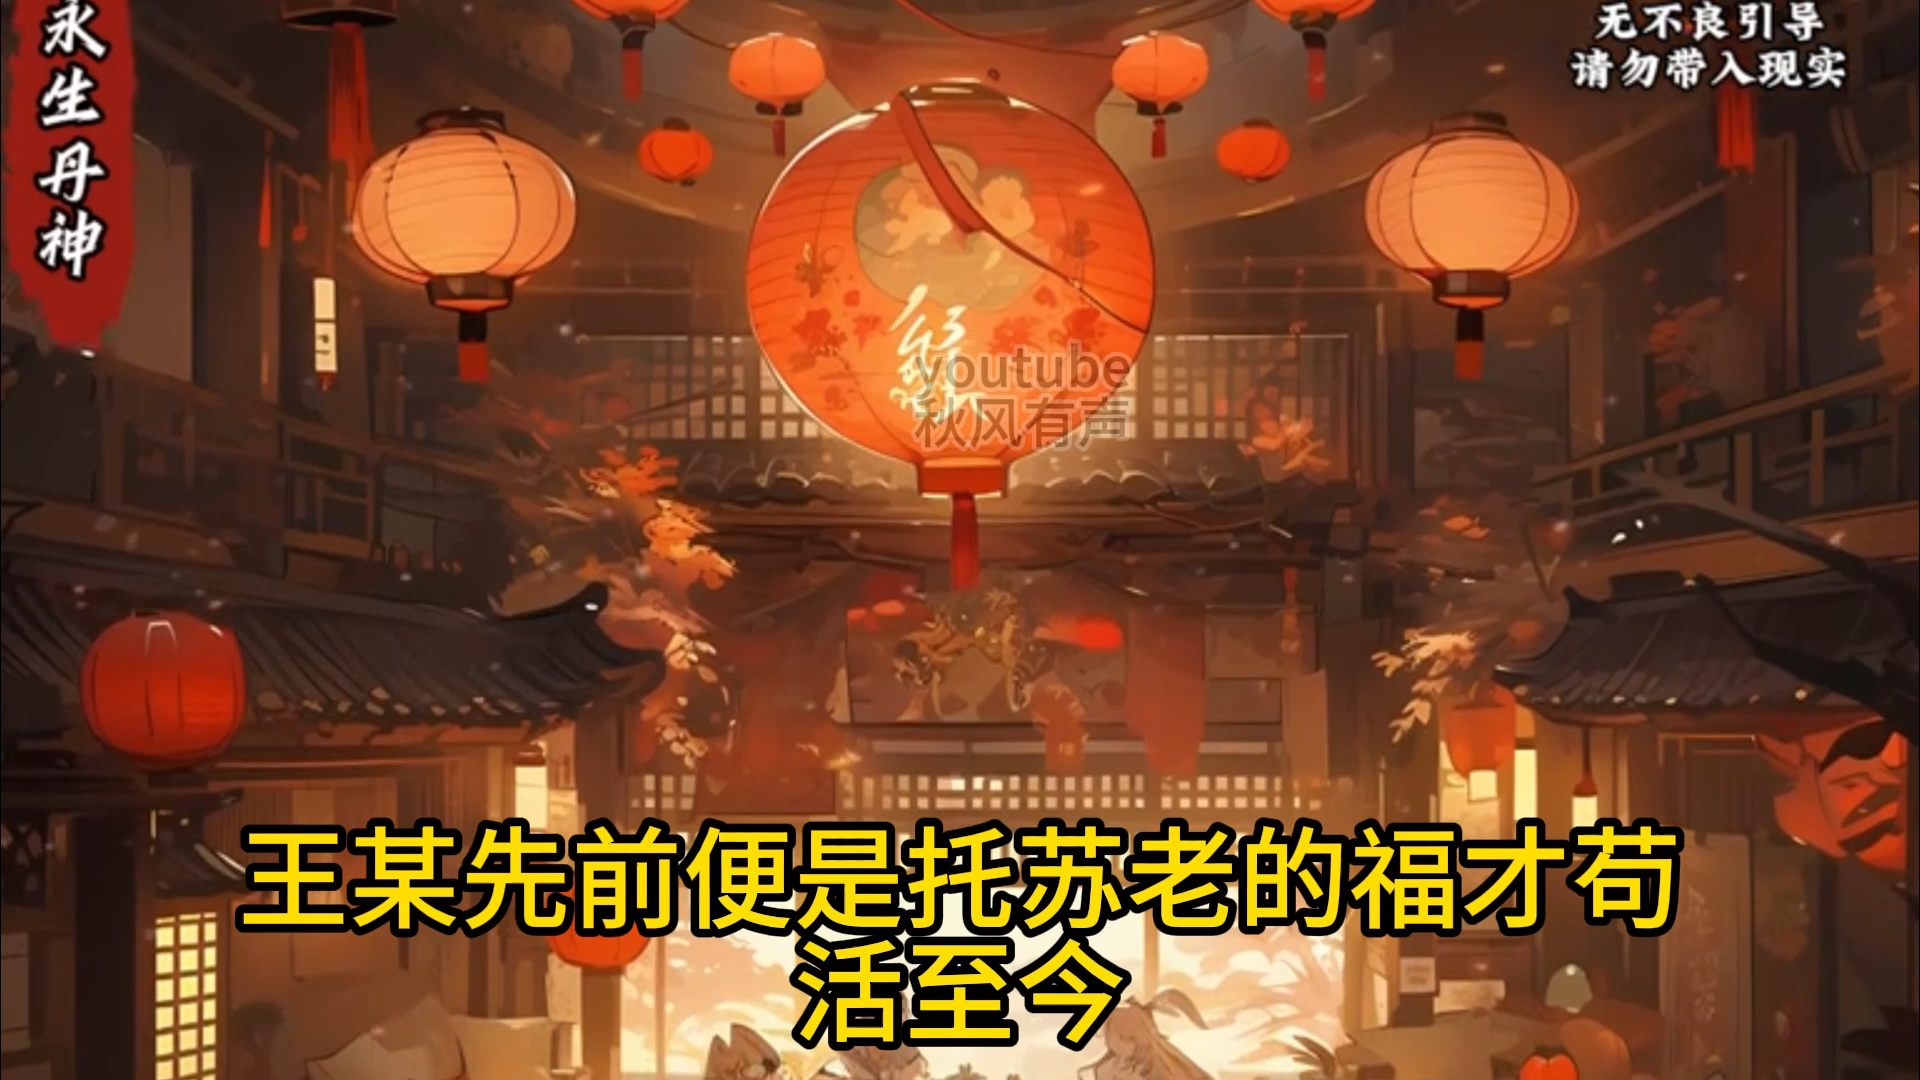 永生丹神
无不良引导
请勿带入现实
youtube
秋风有声
王某先前便是托苏老的福才苟
活至今